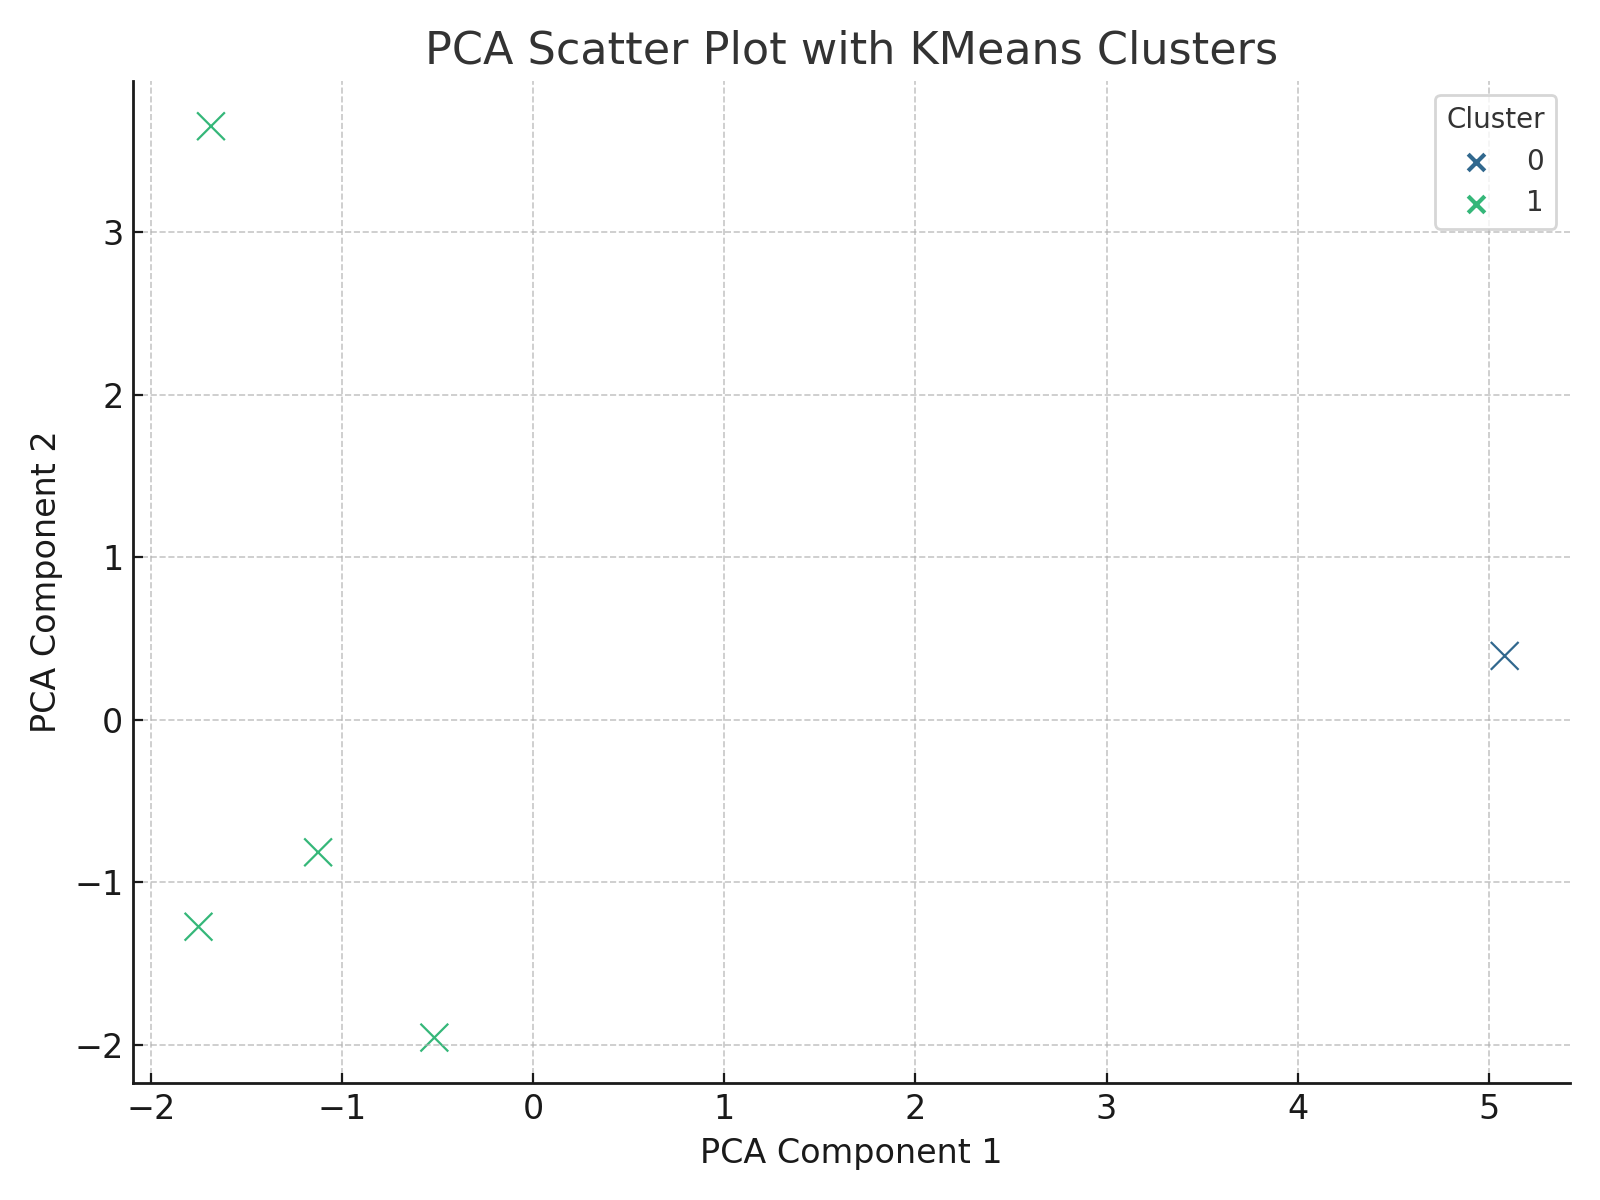 PCA Scatter Plot with KMeans Clusters
Cluster
0
1
3
2
1
0
−1
−2
PCA Component 2
−2 −1 0 1 2 3 4 5
PCA Component 1